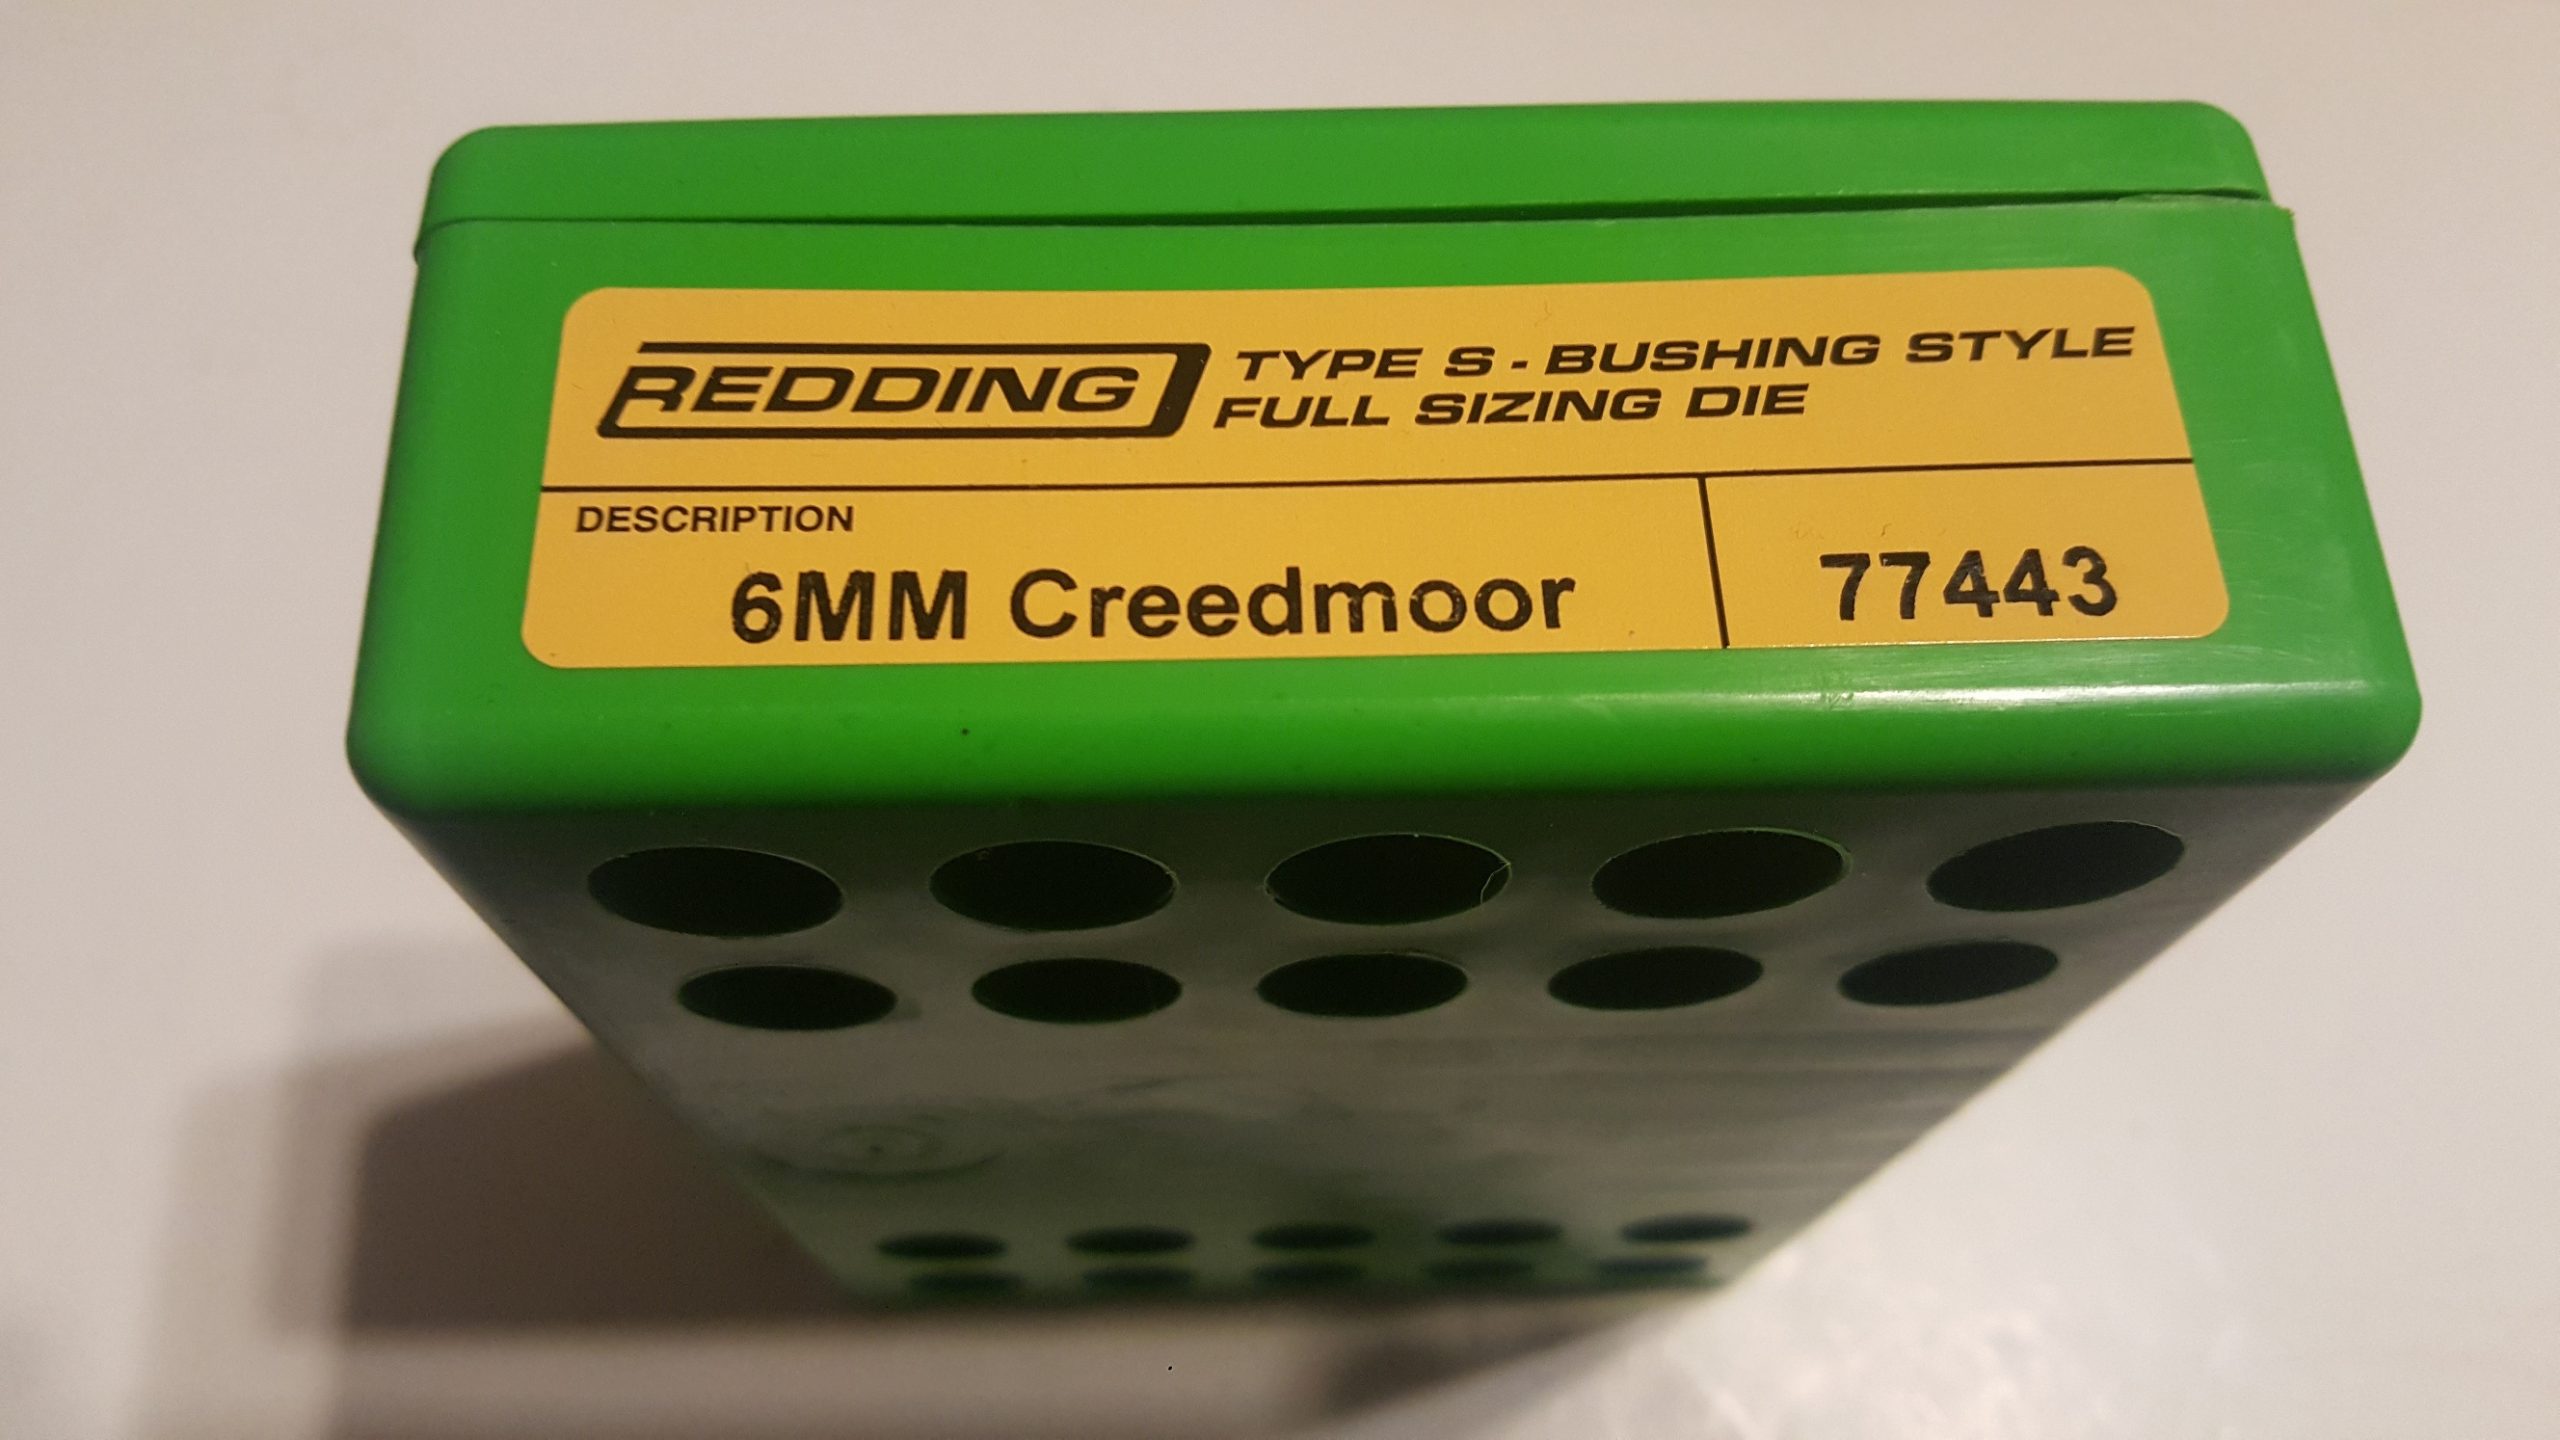 REDDING
TYPE S - BUSHING STYLE
FULL SIZING DIE
DESCRIPTION
6MM Creedmoor
77443